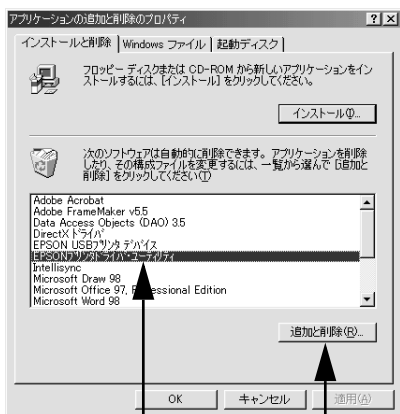 アプリケーションの追加と削除のプロパティ
インストールと削除 Windows ファイル 起動ディスク
フロッピー ディスクまたは CD-ROM から新しいアプリケーションをイン
ストールするには、[インストール] をクリックしてください。
インストール(I)...
次のソフトウェアは自動的に削除できます。アプリケーションを削除
したり、その構成ファイルを変更するには、一覧から選んで [追加と
削除] をクリックしてください(T)
Adobe Acrobat
Adobe FrameMaker v5.5
Data Access Objects (DAO) 3.5
DirectX ドライバ
EPSON USBプリンタ デバイス
EPSONプリンタドライバ・ユーティリティ
Intellisync
Microsoft Draw 98
Microsoft Office 97, Professional Edition
Microsoft Word 98
追加と削除(R)...
OK キャンセル 適用(A)